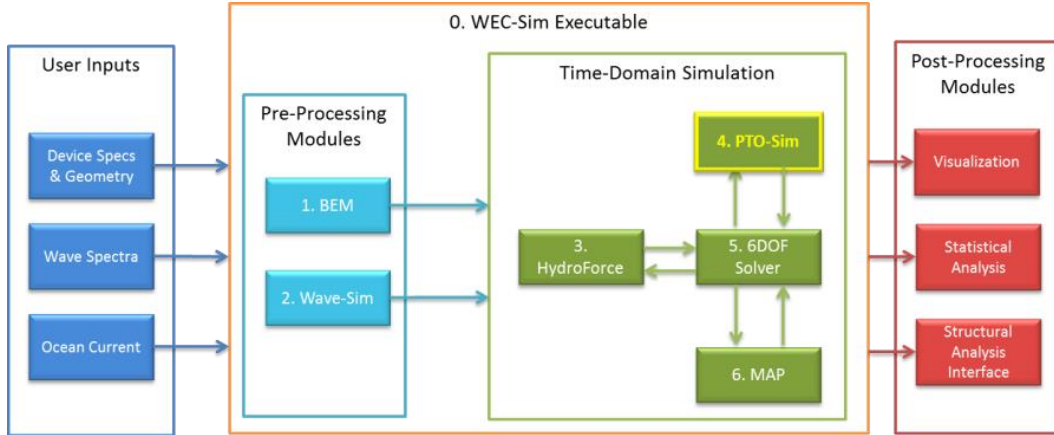 0. WEC-Sim Executable
User Inputs
Device Specs
& Geometry
Wave Spectra
Ocean Current
Pre-Processing
Modules
1. BEM
2. Wave-Sim
Time-Domain Simulation
4. PTO-Sim
3.
HydroForce
5. 6DOF
Solver
6. MAP
Post-Processing
Modules
Visualization
Statistical
Analysis
Structural
Analysis
Interface